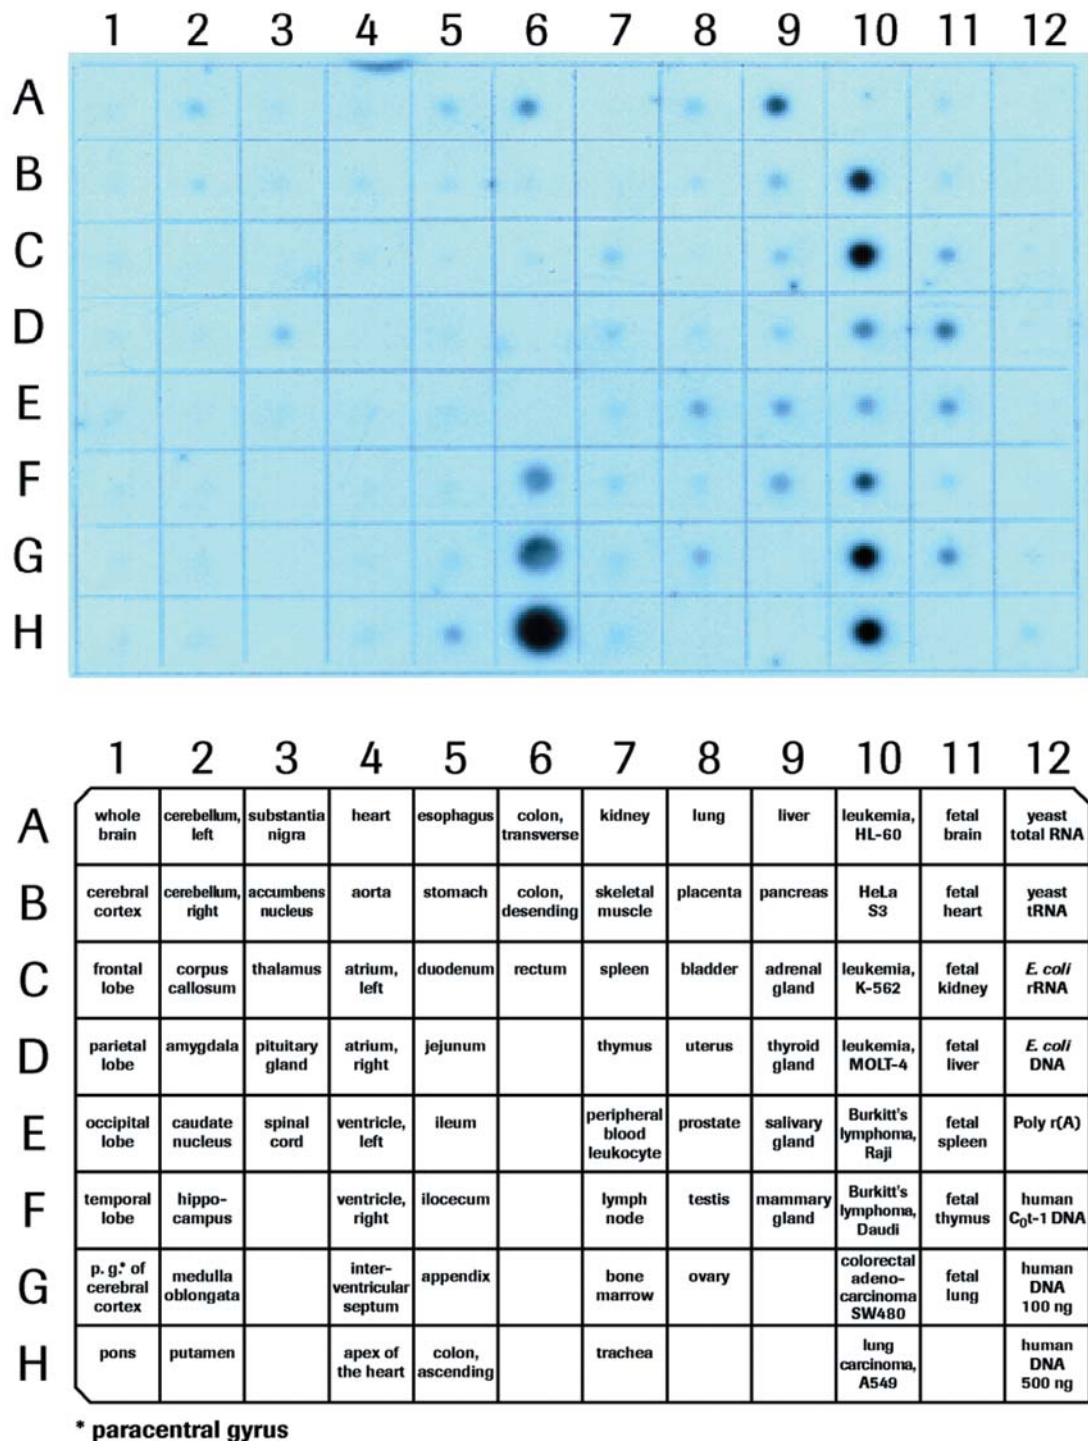 1 2 3 4 5 6 7 8 9 10 11 12
A
B
C
D
E
F
G
H
1 2 3 4 5 6 7 8 9 10 11 12
A
whole brain
cerebellum, left
substantia nigra
heart
esophagus
colon, transverse
kidney
lung
liver
leukemia, HL-60
fetal brain
yeast total RNA
B
cerebral cortex
cerebellum, right
accumbens nucleus
aorta
stomach
colon, desending
skeletal muscle
placenta
pancreas
HeLa S3
fetal heart
yeast tRNA
C
frontal lobe
corpus callosum
thalamus
atrium, left
duodenum
rectum
spleen
bladder
adrenal gland
leukemia, K-562
fetal kidney
E. coli rRNA
D
parietal lobe
amygdala
pituitary gland
atrium, right
jejunum
thymus
uterus
thyroid gland
leukemia, MOLT-4
fetal liver
E. coli DNA
E
occipital lobe
caudate nucleus
spinal cord
ventricle, left
ileum
peripheral blood leukocyte
prostate
salivary gland
Burkitt's lymphoma, Raji
fetal spleen
Poly r(A)
F
temporal lobe
hippo-campus
ventricle, right
ilocecum
lymph node
testis
mammary gland
Burkitt's lymphoma, Daudi
fetal thymus
human C₀t-1 DNA
G
p. g.* of cerebral cortex
medulla oblongata
inter-ventricular septum
appendix
bone marrow
ovary
colorectal adeno-carcinoma SW480
fetal lung
human DNA 100 ng
H
pons
putamen
apex of the heart
colon, ascending
trachea
lung carcinoma, A549
human DNA 500 ng
* paracentral gyrus